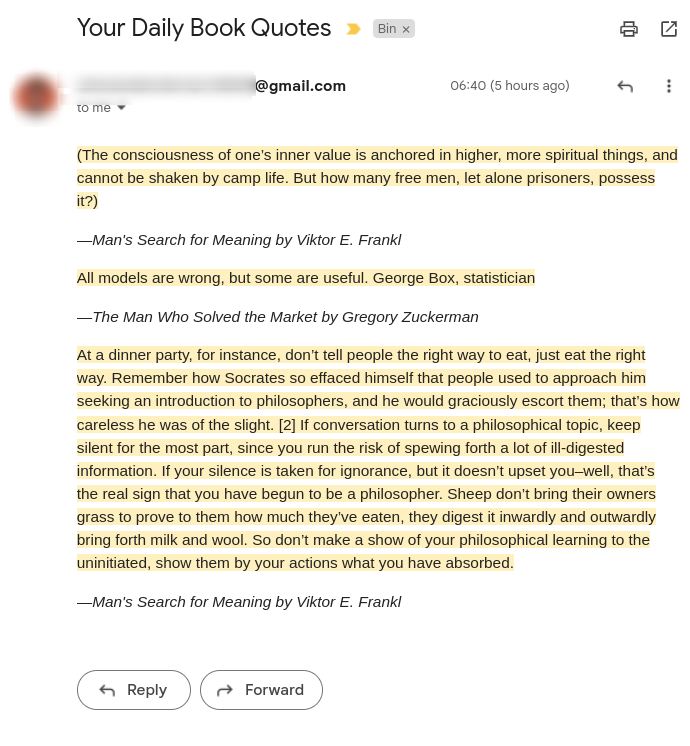 Your Daily Book Quotes
Bin ×
@gmail.com
06:40 (5 hours ago)
to me
(The consciousness of one's inner value is anchored in higher, more spiritual things, and
cannot be shaken by camp life. But how many free men, let alone prisoners, possess
it?)
—Man's Search for Meaning by Viktor E. Frankl
All models are wrong, but some are useful. George Box, statistician
—The Man Who Solved the Market by Gregory Zuckerman
At a dinner party, for instance, don't tell people the right way to eat, just eat the right
way. Remember how Socrates so effaced himself that people used to approach him
seeking an introduction to philosophers, and he would graciously escort them; that's how
careless he was of the slight. [2] If conversation turns to a philosophical topic, keep
silent for the most part, since you run the risk of spewing forth a lot of ill-digested
information. If your silence is taken for ignorance, but it doesn't upset you–well, that's
the real sign that you have begun to be a philosopher. Sheep don't bring their owners
grass to prove to them how much they've eaten, they digest it inwardly and outwardly
bring forth milk and wool. So don't make a show of your philosophical learning to the
uninitiated, show them by your actions what you have absorbed.
—Man's Search for Meaning by Viktor E. Frankl
Reply
Forward